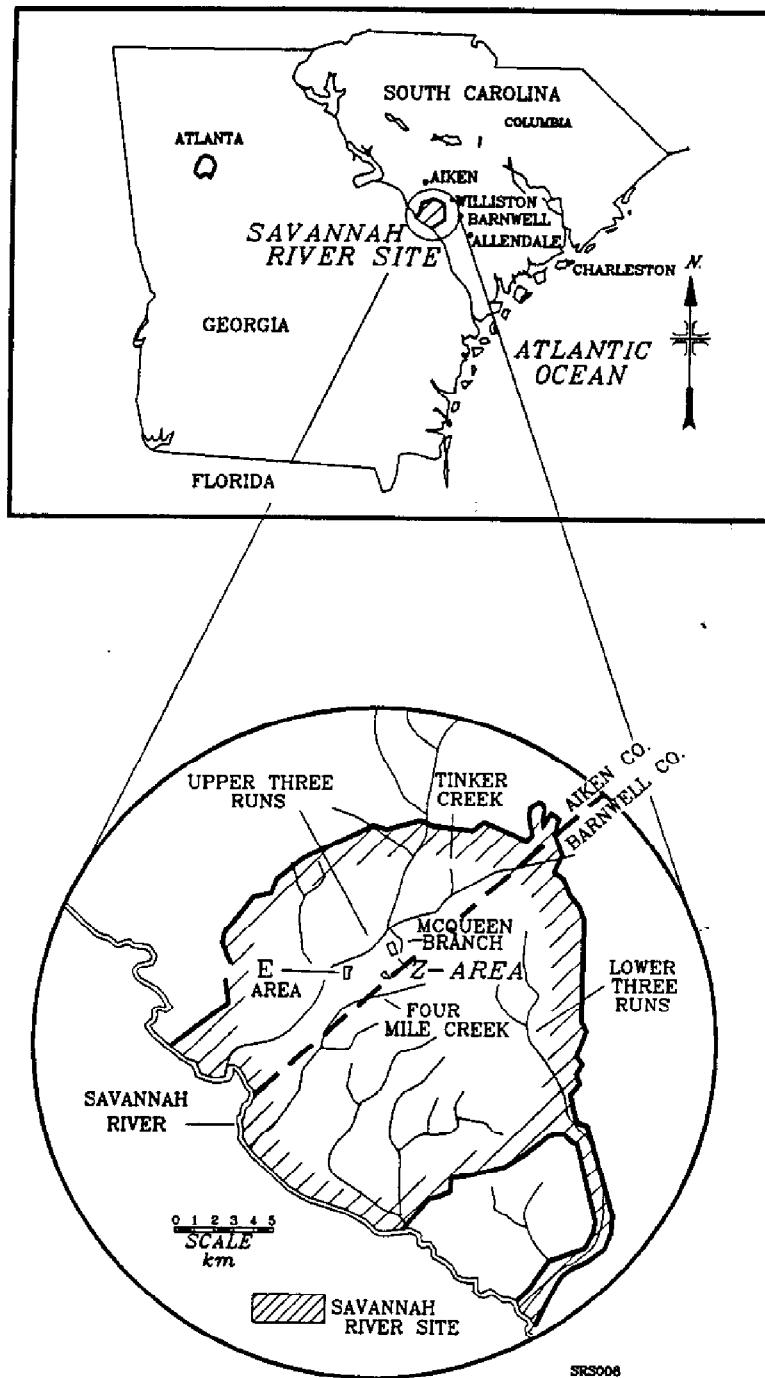 SOUTH CAROLINA
COLUMBIA
ATLANTA
AIKEN
WILLISTON
BARNWELL
ALLENDALE
SAVANNAH
RIVER SITE
CHARLESTON
N.
GEORGIA
ATLANTIC
OCEAN
FLORIDA
AIKEN CO.
BARNWELL CO.
UPPER THREE
RUNS
TINKER
CREEK
MCQUEEN
BRANCH
E
AREA
Z-AREA
LOWER
THREE
RUNS
FOUR
MILE CREEK
SAVANNAH
RIVER
0 1 2 3 4 5
SCALE
km
SAVANNAH
RIVER SITE
SRS006